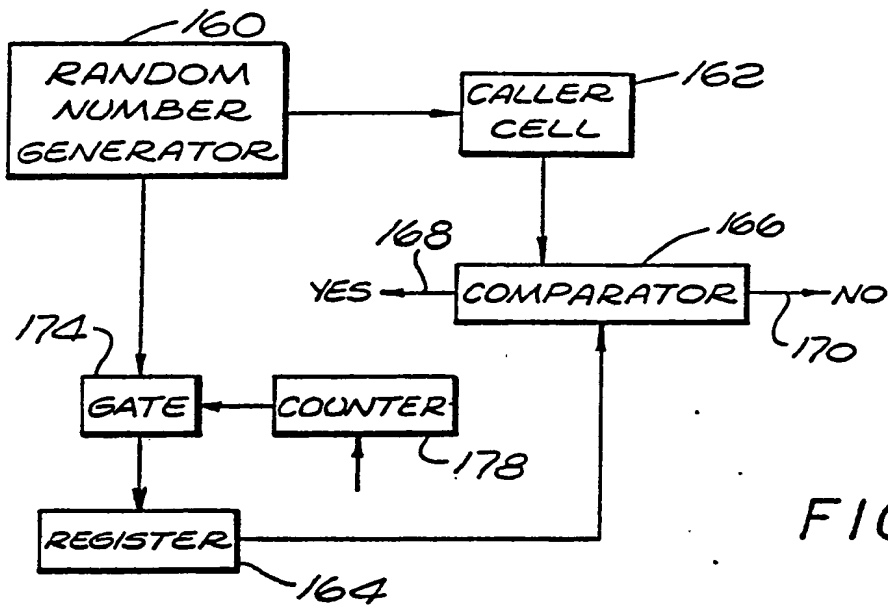 160
RANDOM
NUMBER
GENERATOR
162
CALLER
CELL
168
166
YES
COMPARATOR
NO
170
174
GATE
COUNTER
178
REGISTER
164
FIG